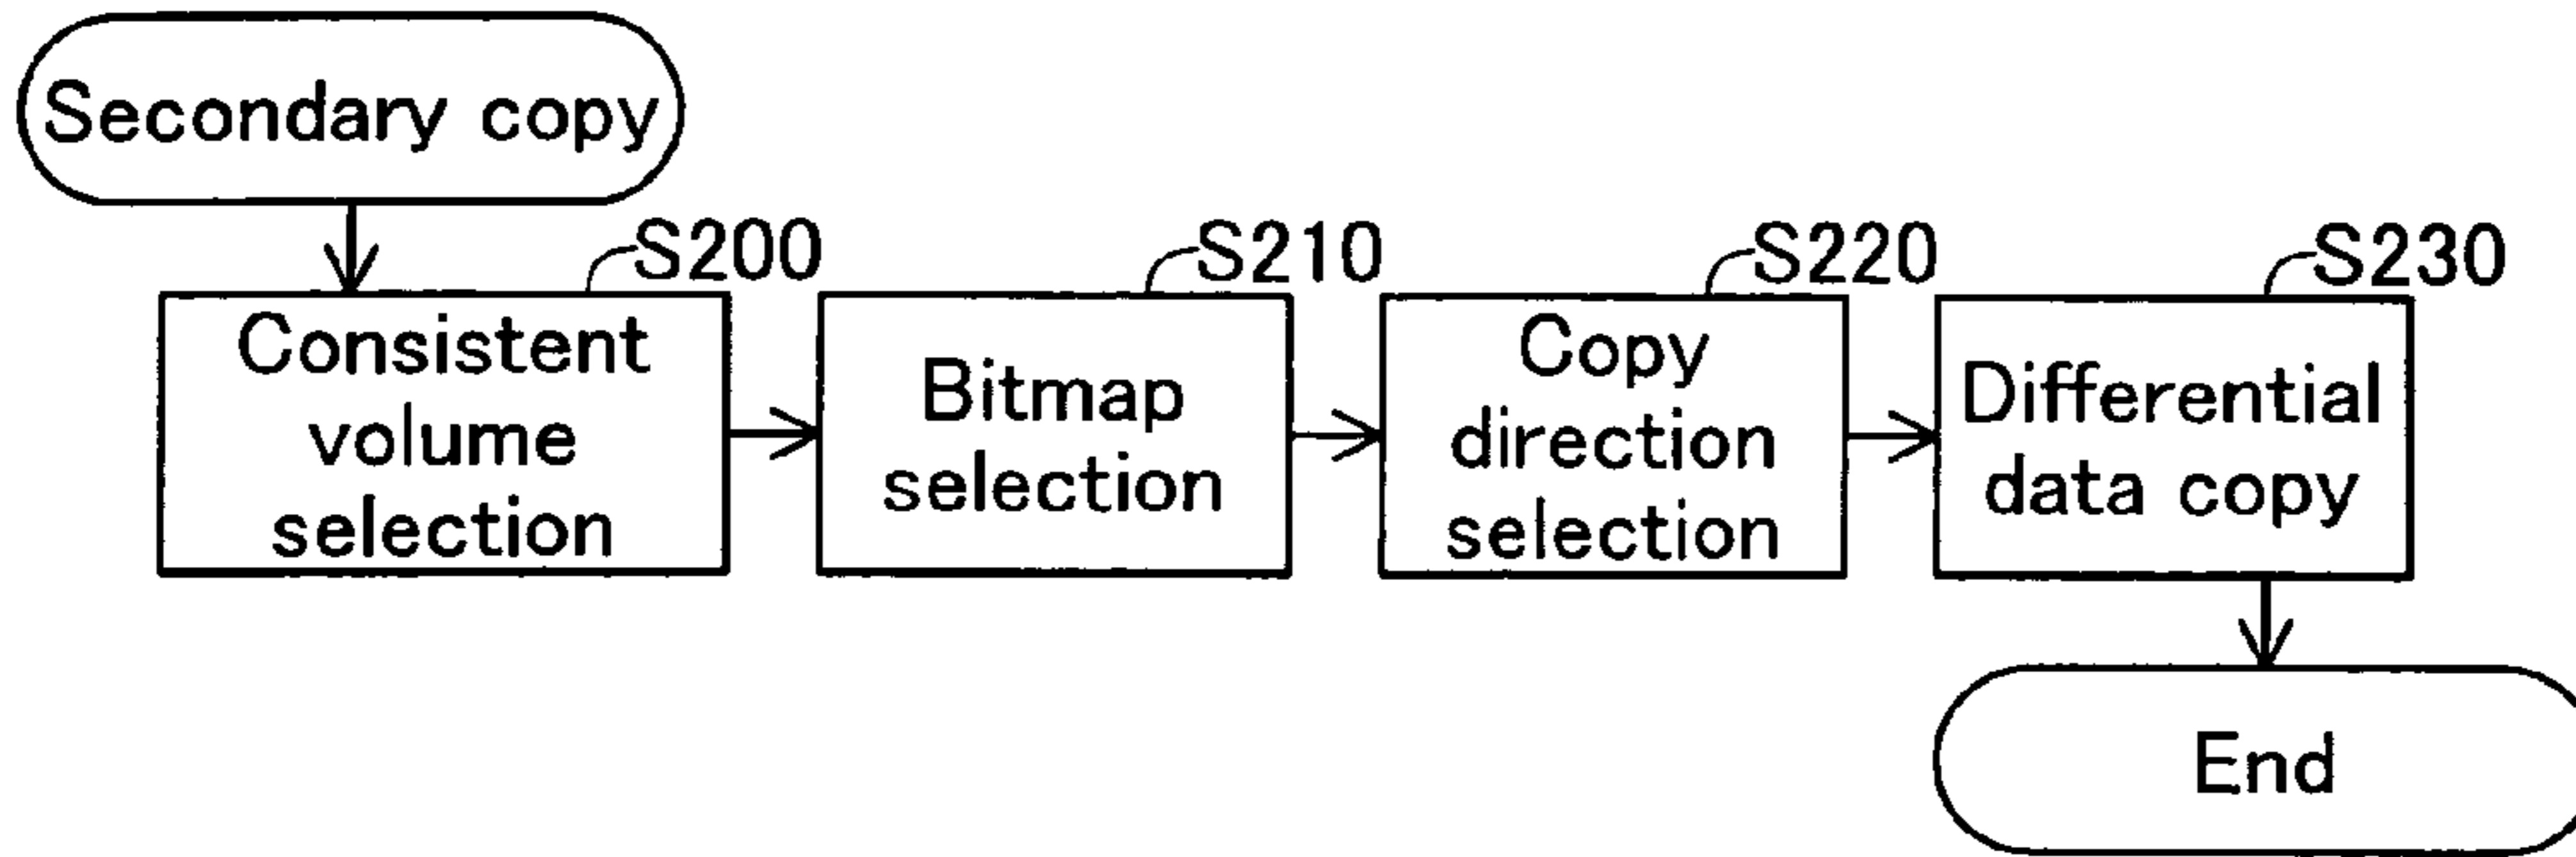 Secondary copy
S200
Consistent
volume
selection
S210
Bitmap
selection
S220
Copy
direction
selection
S230
Differential
data copy
End